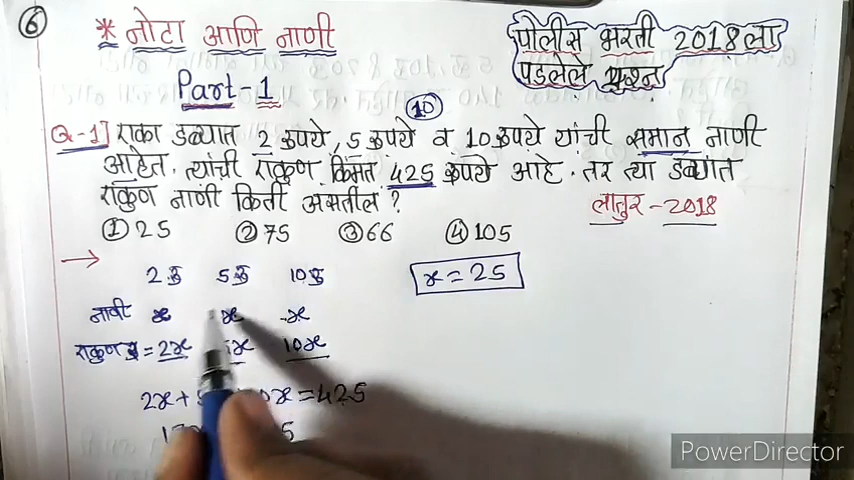 6
* नोटा आणि नाणी
पोलीस भरती 2018 ला
पडलेले प्रश्न
Part-1
10
Q-1] एका डब्यात 2 रुपये, 5 रुपये व 10 रुपये यांची समान नाणी
आहेत. त्यांची एकुण किंमत 425 रुपये आहे. तर त्या डब्यात
एकुण नाणी किती असतील?
लातुर - 2018
① 25 ② 75 ③ 66 ④ 105
→ 2 रु 5 रु 10 रु
x = 25
नाणी x x x
एकुण = 2x 5x 10x
2x + x = 425
5
PowerDirector